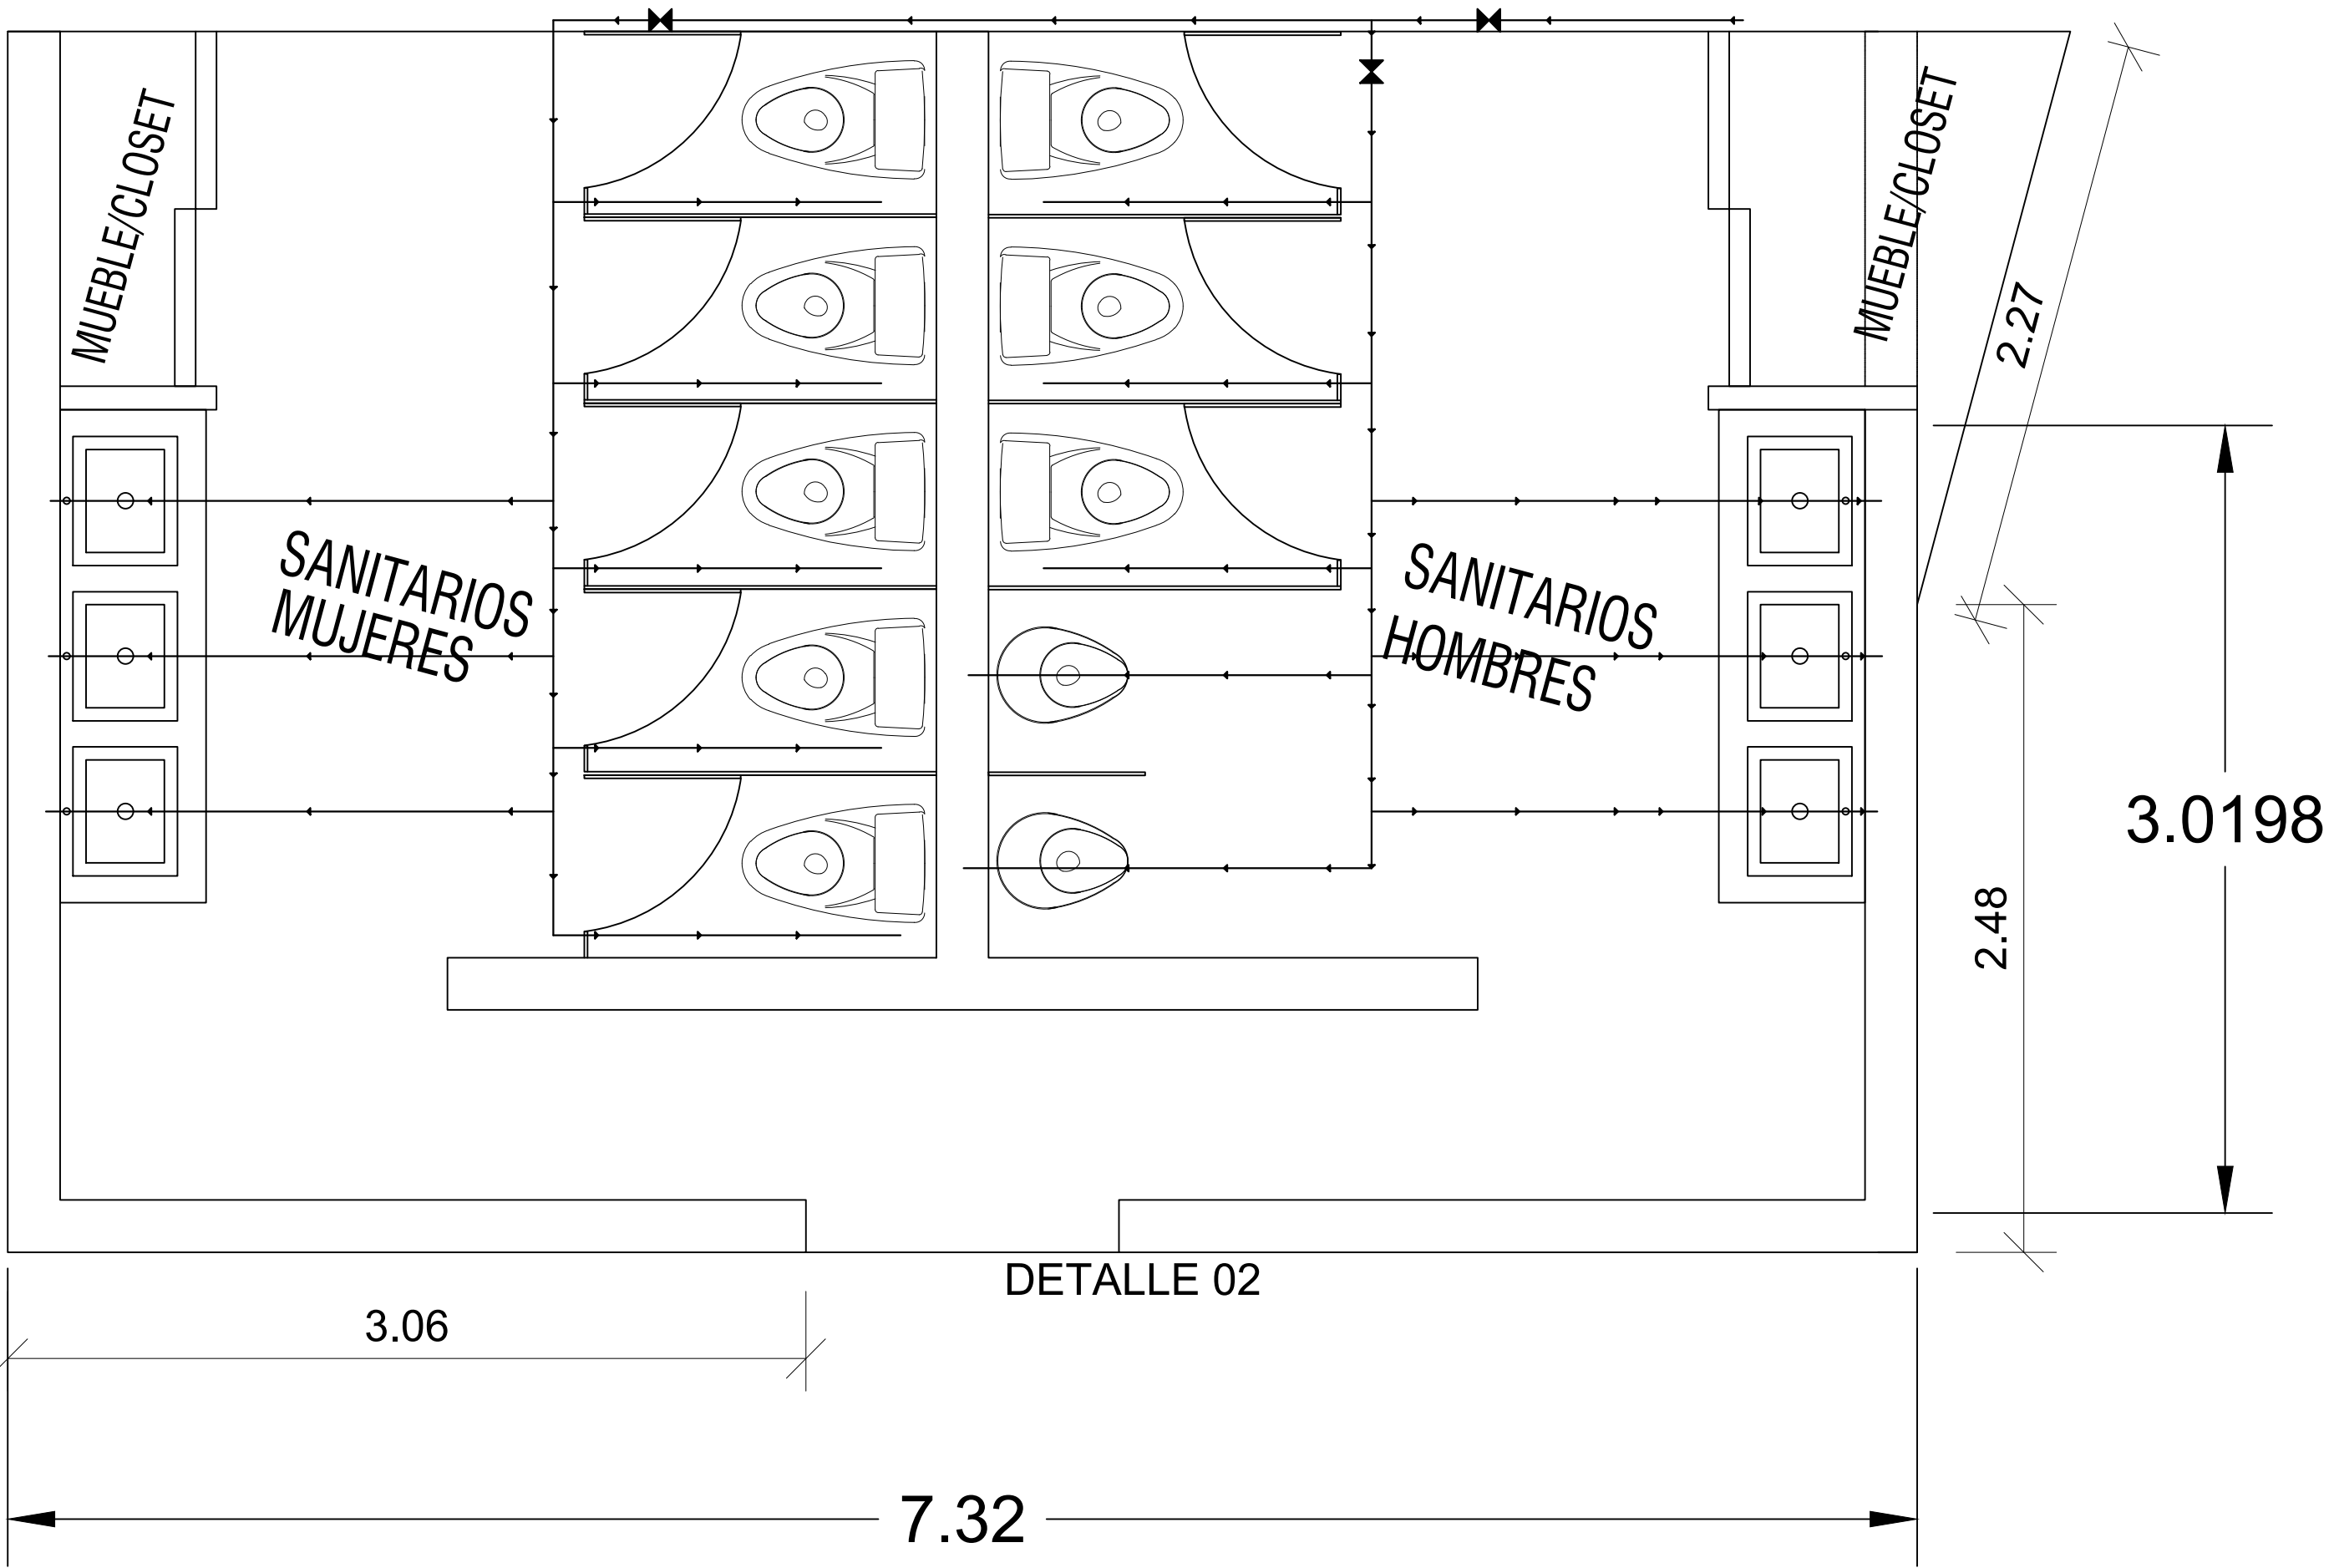 MUEBLE/CLOSET
MUEBLE/CLOSET
2.27
SANITARIOS
MUJERES
SANITARIOS
HOMBRES
3.0198
2.48
DETALLE 02
3.06
7.32